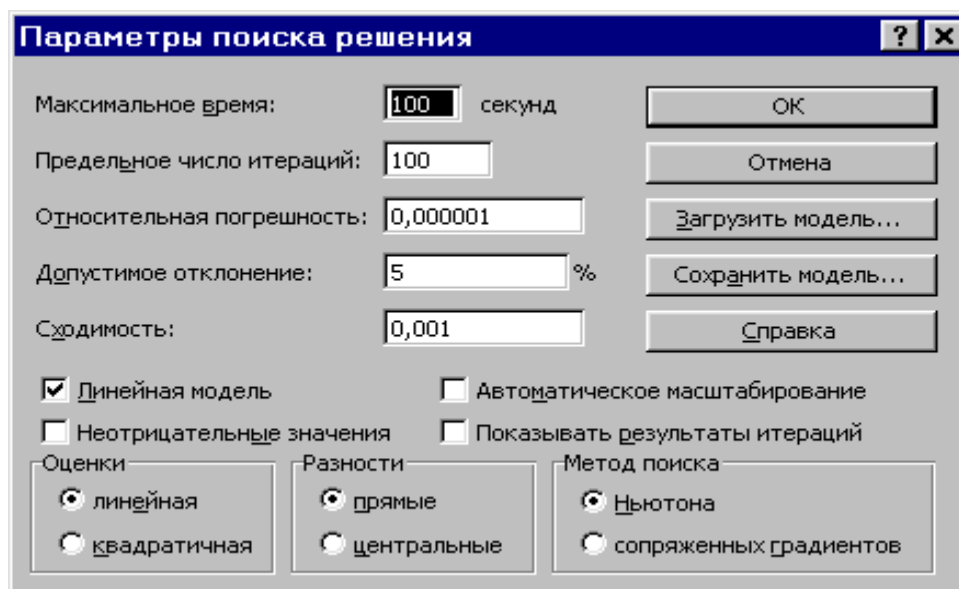 Параметры поиска решения
Максимальное время: 100 секунд
OK
Предельное число итераций: 100
Отмена
Относительная погрешность: 0,000001
Загрузить модель...
Допустимое отклонение: 5 %
Сохранить модель...
Сходимость: 0,001
Справка
Линейная модель
Автоматическое масштабирование
Неотрицательные значения
Показывать результаты итераций
Оценки
линейная
квадратичная
Разности
прямые
центральные
Метод поиска
Ньютона
сопряженных градиентов